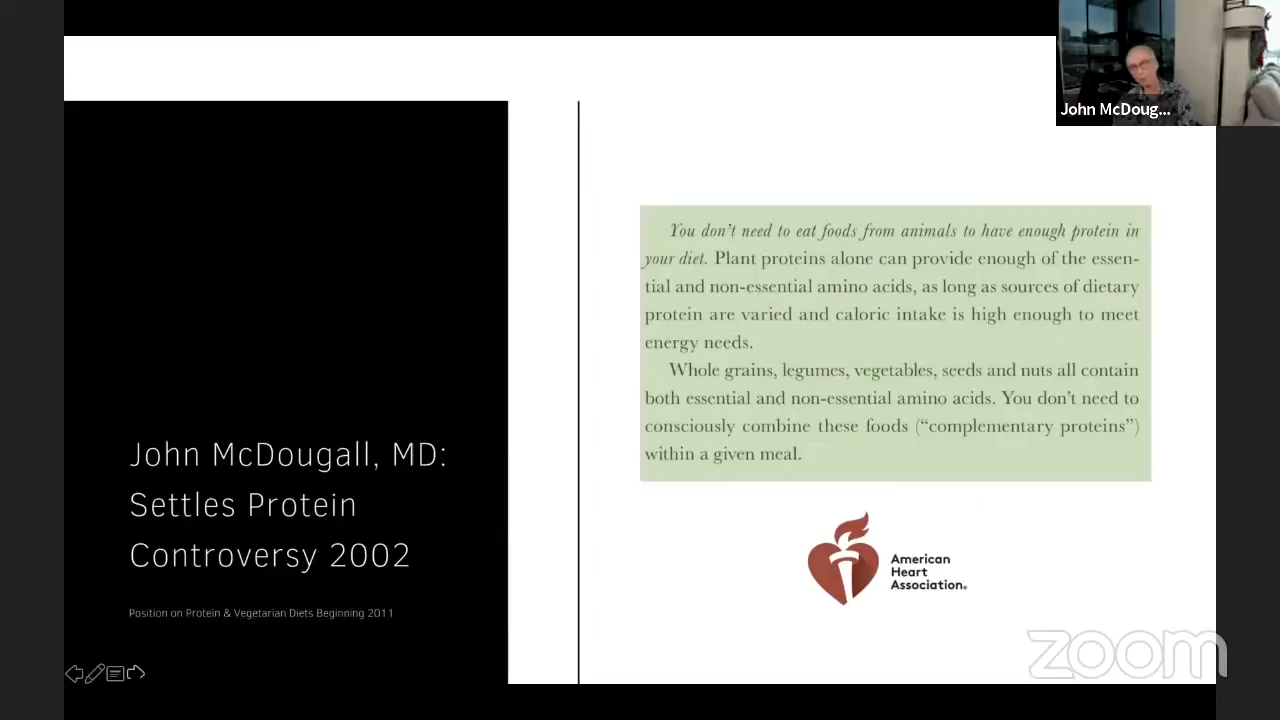 John McDoug...
You don't need to eat foods from animals to have enough protein in
your diet. Plant proteins alone can provide enough of the essen-
tial and non-essential amino acids, as long as sources of dietary
protein are varied and caloric intake is high enough to meet
energy needs.
Whole grains, legumes, vegetables, seeds and nuts all contain
both essential and non-essential amino acids. You don't need to
consciously combine these foods (“complementary proteins”)
within a given meal.
John McDougall, MD:
Settles Protein
Controversy 2002
Position on Protein & Vegetarian Diets Beginning 2011
American
Heart
Association®
zoom